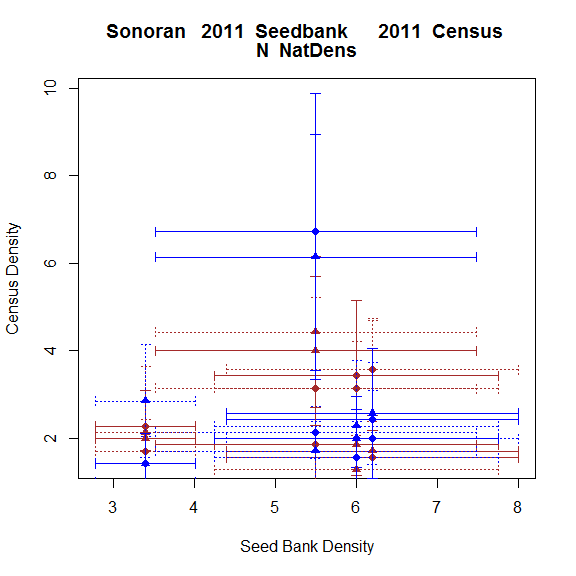 Sonoran 2011 Seedbank 2011 Census
N NatDens
10
8
6
4
2
Census Density
3 4 5 6 7 8
Seed Bank Density